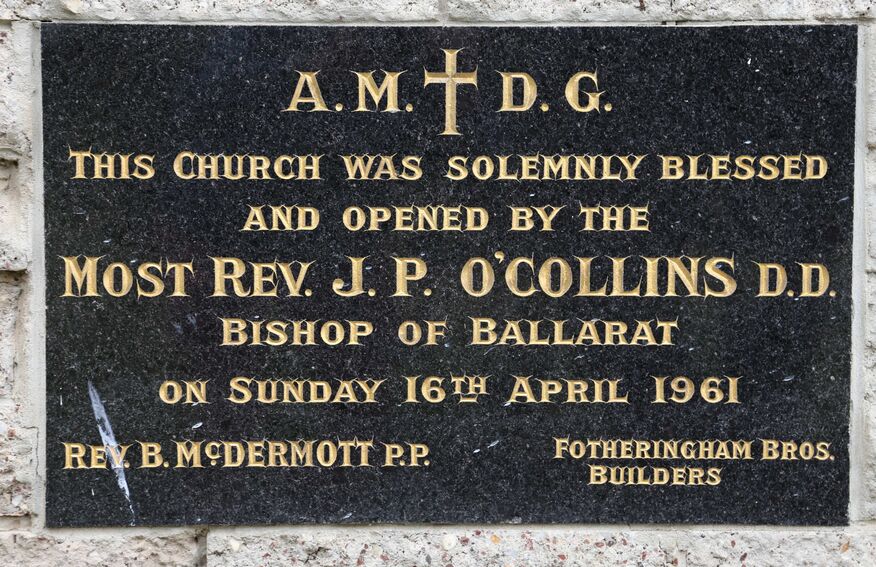 A. M. D. G.
THIS CHURCH WAS SOLEMNLY BLESSED
AND OPENED BY THE
MOST REV. J. P. O'COLLINS D.D.
BISHOP OF BALLARAT
ON SUNDAY 16TH APRIL 1961
REV. B. McDERMOTT P.P.
FOTHERINGHAM BROS.
BUILDERS